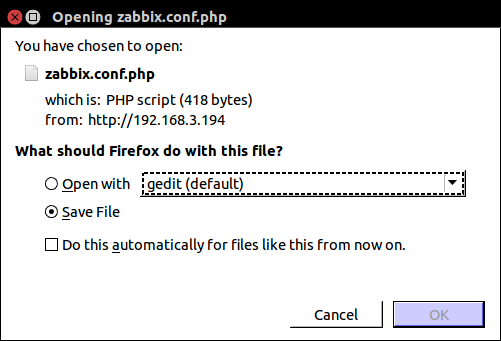 Opening zabbix.conf.php
You have chosen to open:
zabbix.conf.php
which is: PHP script (418 bytes)
from: http://192.168.3.194
What should Firefox do with this file?
Open with gedit (default)
Save File
Do this automatically for files like this from now on.
Cancel OK